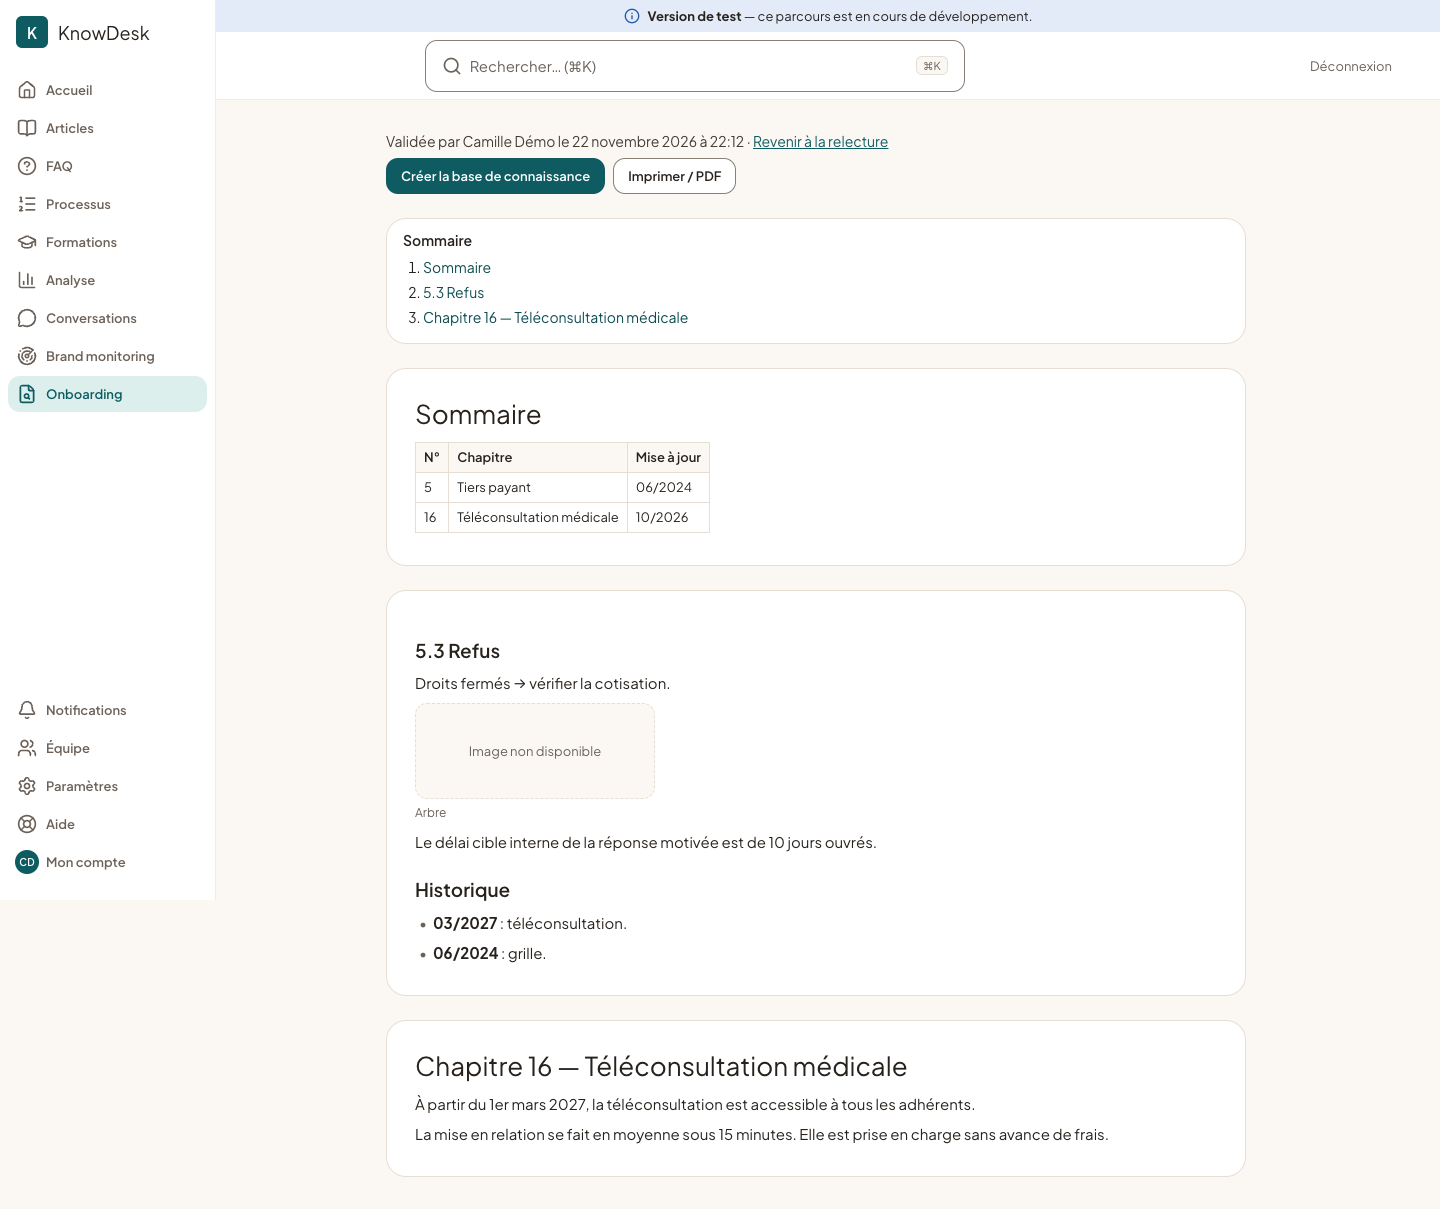 K KnowDesk
Version de test — ce parcours est en cours de développement.
Rechercher... (⌘K)
⌘K
Déconnexion
Accueil
Articles
FAQ
Processus
Formations
Analyse
Conversations
Brand monitoring
Onboarding
Notifications
Équipe
Paramètres
Aide
CD Mon compte
Validée par Camille Démo le 22 novembre 2026 à 22:12 · Revenir à la relecture
Créer la base de connaissance
Imprimer / PDF
Sommaire
1. Sommaire
2. 5.3 Refus
3. Chapitre 16 — Téléconsultation médicale
Sommaire
N° Chapitre Mise à jour
5 Tiers payant 06/2024
16 Téléconsultation médicale 10/2026
5.3 Refus
Droits fermés → vérifier la cotisation.
Image non disponible
Arbre
Le délai cible interne de la réponse motivée est de 10 jours ouvrés.
Historique
• 03/2027 : téléconsultation.
• 06/2024 : grille.
Chapitre 16 — Téléconsultation médicale
À partir du 1er mars 2027, la téléconsultation est accessible à tous les adhérents.
La mise en relation se fait en moyenne sous 15 minutes. Elle est prise en charge sans avance de frais.